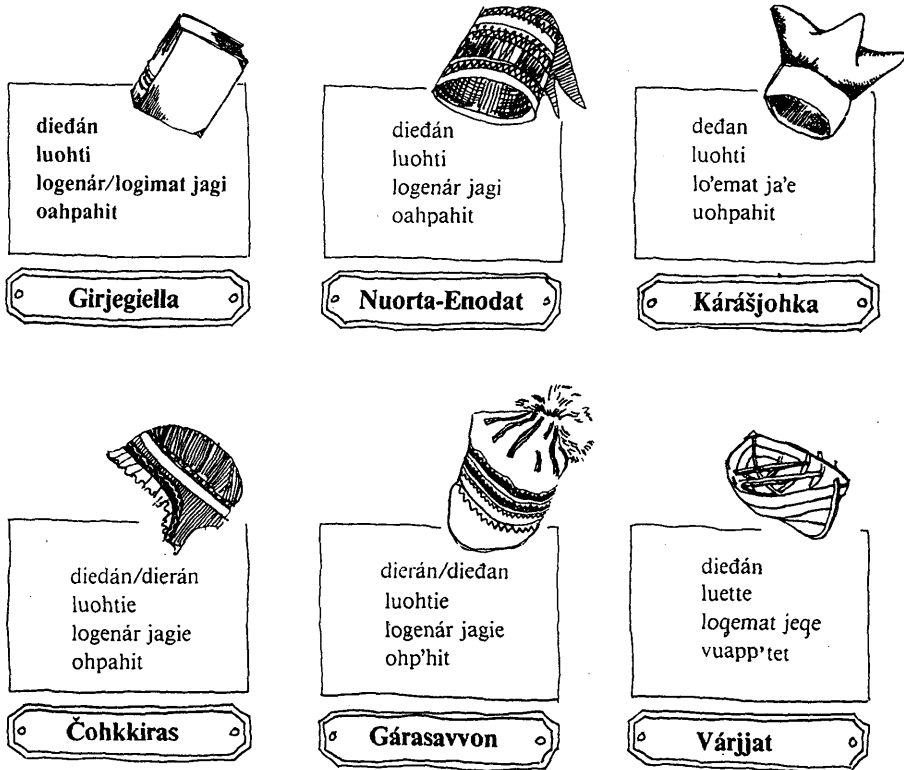 dieđán
luohti
logenár/logimat jagi
oahpahit
Girjegiella
dieđán
luohti
logenár jagi
oahpahit
Nuorta-Enodat
deđan
luohti
lo'emat ja'e
uohpahit
Kárášjohka
diedán/dierán
luohtie
logenár jagie
ohpahit
Čohkkiras
dierán/dieđan
luohtie
logenár jagie
ohp'hit
Gárasavvon
dieđán
luette
loqemat jeqe
vuapp'tet
Várjjat